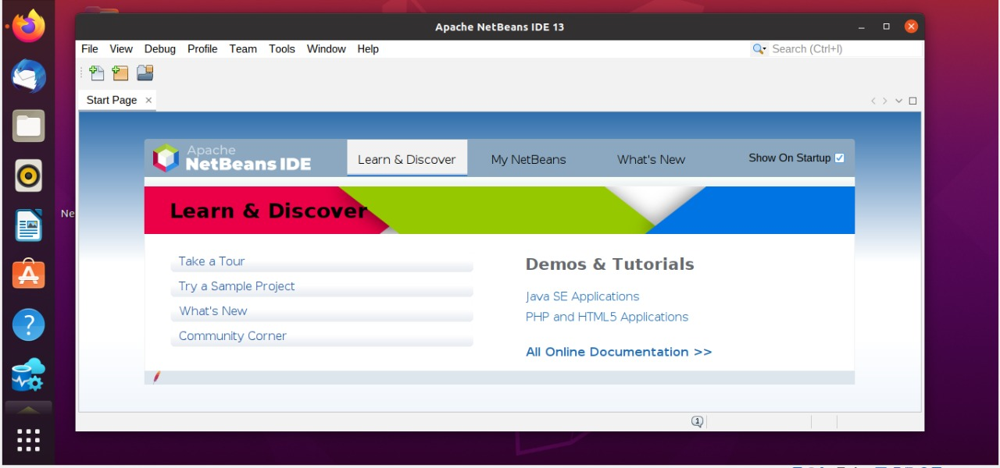 Apache NetBeans IDE 13
File View Debug Profile Team Tools Window Help
Search (Ctrl+I)
Start Page
Apache
NetBeans IDE
Learn & Discover
My NetBeans
What's New
Show On Startup
Learn & Discover
Take a Tour
Try a Sample Project
What's New
Community Corner
Demos & Tutorials
Java SE Applications
PHP and HTML5 Applications
All Online Documentation >>
Ne
1